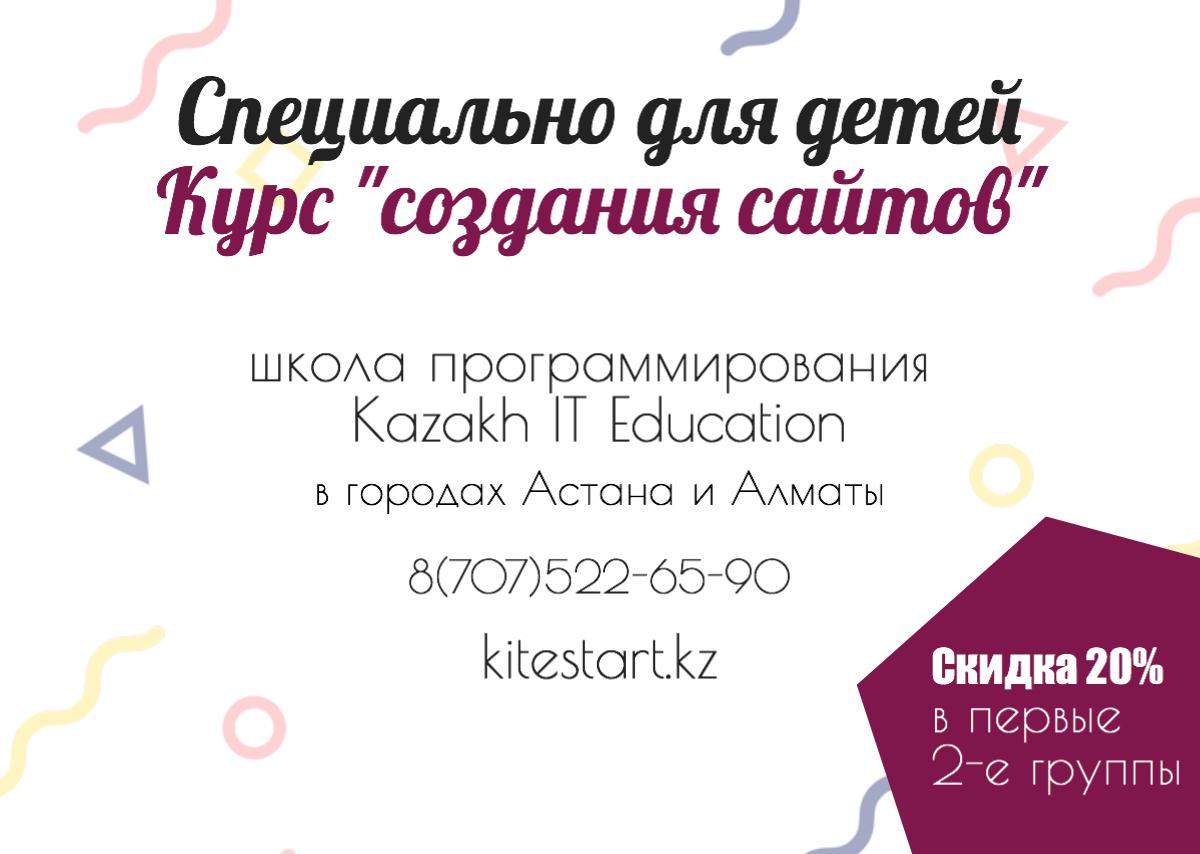 Специально для детей
Курс "создания сайтов"
школа программирования
Kazakh IT Education
в городах Астана и Алматы
8(707)522-65-90
kitestart.kz
Скидка 20%
в первые
2-е группы